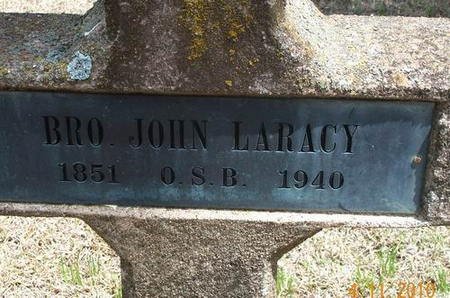 BRO. JOHN LARACY
1851 O.S.B. 1940